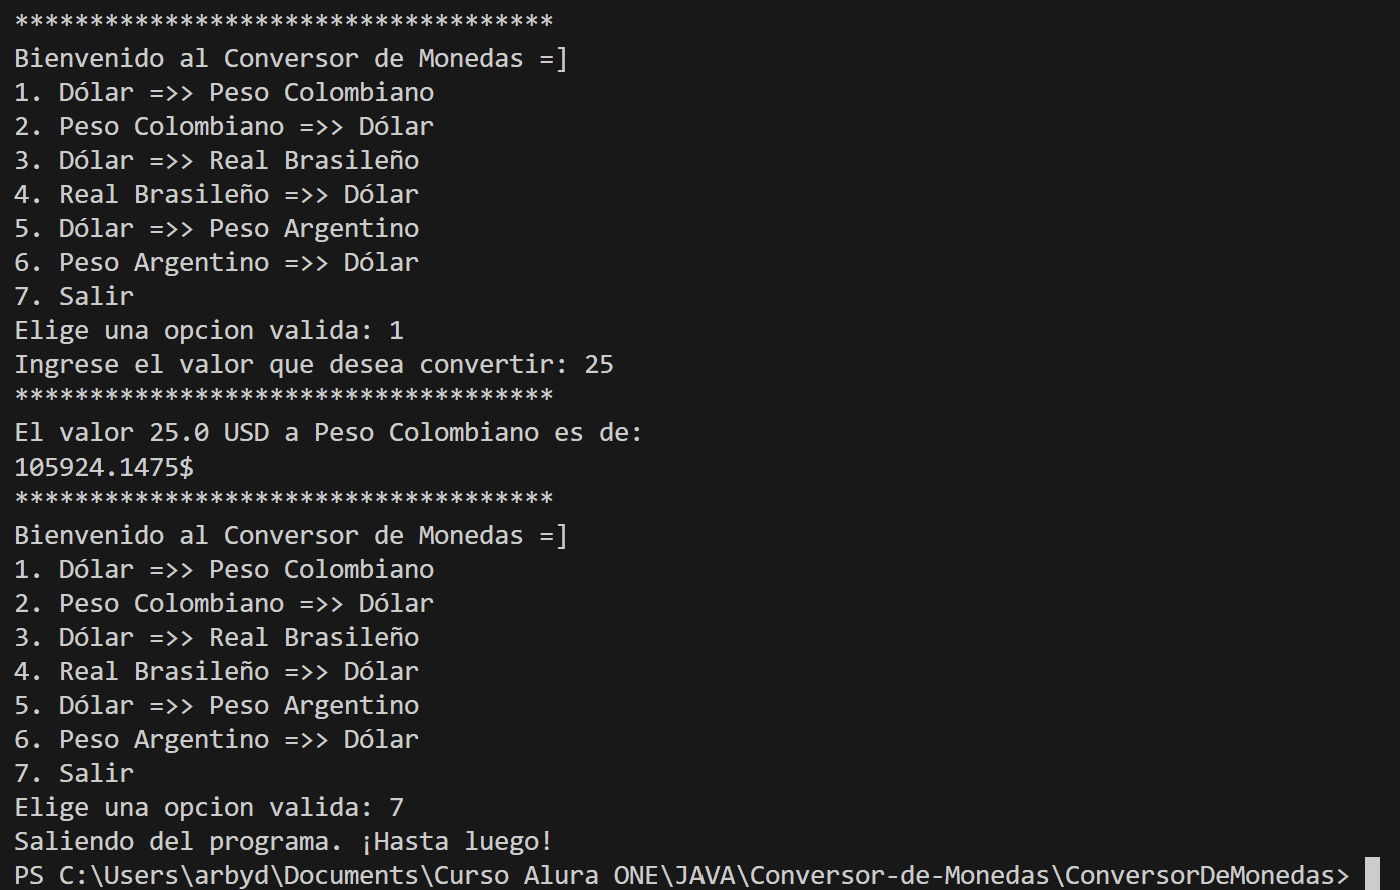 ************************************
Bienvenido al Conversor de Monedas =]
1. Dólar =>> Peso Colombiano
2. Peso Colombiano =>> Dólar
3. Dólar =>> Real Brasileño
4. Real Brasileño =>> Dólar
5. Dólar =>> Peso Argentino
6. Peso Argentino =>> Dólar
7. Salir
Elige una opcion valida: 1
Ingrese el valor que desea convertir: 25
************************************
El valor 25.0 USD a Peso Colombiano es de:
105924.1475$
************************************
Bienvenido al Conversor de Monedas =]
1. Dólar =>> Peso Colombiano
2. Peso Colombiano =>> Dólar
3. Dólar =>> Real Brasileño
4. Real Brasileño =>> Dólar
5. Dólar =>> Peso Argentino
6. Peso Argentino =>> Dólar
7. Salir
Elige una opcion valida: 7
Saliendo del programa. ¡Hasta luego!
PS C:\Users\arbyd\Documents\Curso Alura ONE\JAVA\Conversor-de-Monedas\ConversorDeMonedas>